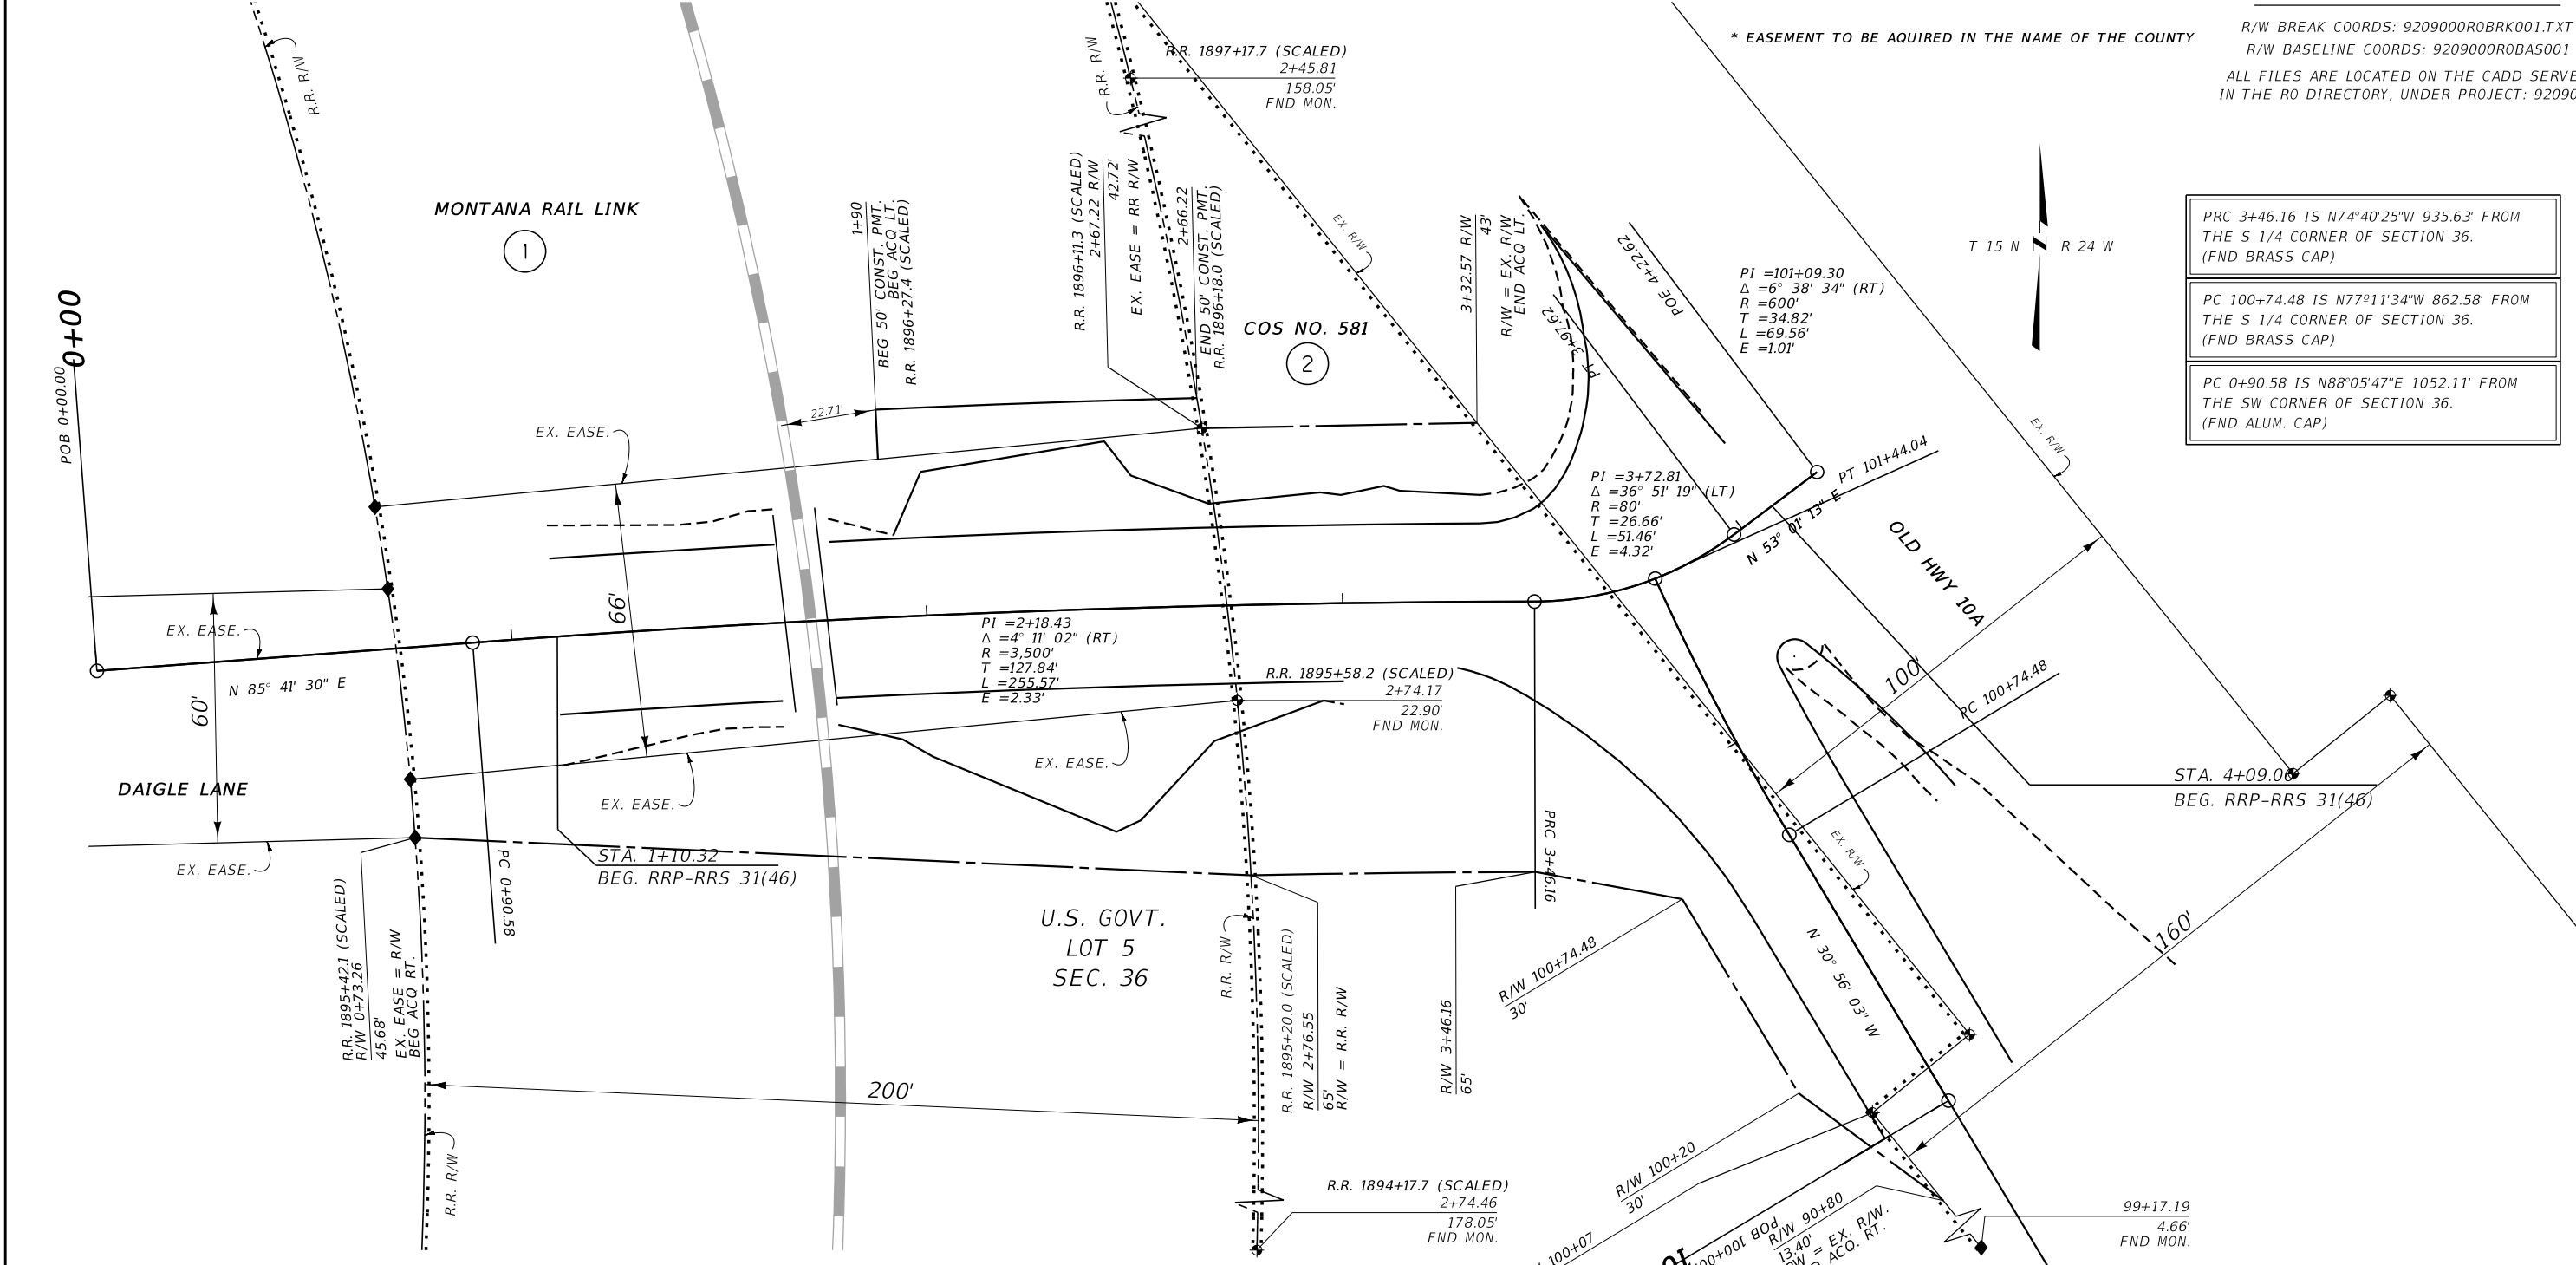 R.R. R/W
R.R. R/W
R.R. 1897+17.7 (SCALED)
2+45.81
158.05'
FND MON.
* EASEMENT TO BE AQUIRED IN THE NAME OF THE COUNTY
R/W BREAK COORDS: 9209000R0BRK001.TXT
R/W BASELINE COORDS: 9209000R0BAS001
ALL FILES ARE LOCATED ON THE CADD SERVE
IN THE RO DIRECTORY, UNDER PROJECT: 9209
MONTANA RAIL LINK
1
1+90
BEG 50' CONST. PMT.
BEG ACQ LT.
R.R. 1896+27.4 (SCALED)
R.R. 1896+11.3 (SCALED)
2+67.22 R/W
42.72'
EX. EASE = RR R/W
2+66.22
END 50' CONST. PMT.
R.R. 1896+18.0 (SCALED)
EX. R/W
3+32.57 R/W
43'
R/W = EX. R/W
END ACQ LT.
COS NO. 581
2
PT 3+97.62
POE 4+22.62
PI =101+09.30
Δ =6° 38' 34" (RT)
R =600'
T =34.82'
L =69.56'
E =1.01'
T 15 N
R 24 W
PRC 3+46.16 IS N74°40'25"W 935.63' FROM
THE S 1/4 CORNER OF SECTION 36.
(FND BRASS CAP)
PC 100+74.48 IS N77º11'34"W 862.58' FROM
THE S 1/4 CORNER OF SECTION 36.
(FND BRASS CAP)
PC 0+90.58 IS N88°05'47"E 1052.11' FROM
THE SW CORNER OF SECTION 36.
(FND ALUM. CAP)
0+00
POB 0+00.00
22.71'
EX. EASE.
EX. R/W
PI =3+72.81
Δ =36° 51' 19" (LT)
R =80'
T =26.66'
L =51.46'
E =4.32'
PT 101+44.04
N 53° 01' 13" E
OLD HWY 10A
EX. EASE.
66'
60'
N 85° 41' 30" E
PI =2+18.43
Δ =4° 11' 02" (RT)
R =3,500'
T =127.84'
L =255.57'
E =2.33'
R.R. 1895+58.2 (SCALED)
2+74.17
22.90'
FND MON.
100'
PC 100+74.48
EX. EASE.
DAIGLE LANE
EX. EASE.
STA. 4+09.06
BEG. RRP-RRS 31(46)
EX. EASE.
STA. 1+10.32
BEG. RRP-RRS 31(46)
PC 0+90.58
PRC 3+46.16
EX. R/W
160'
R.R. 1895+42.1 (SCALED)
R/W 0+73.26
45.68'
EX. EASE = R/W
BEG ACQ RT.
U.S. GOVT.
LOT 5
SEC. 36
R.R. R/W
R.R. 1895+20.0 (SCALED)
R/W 2+76.55
65'
R/W = R.R. R/W
R/W 3+46.16
65'
R/W 100+74.48
30'
N 30° 56' 03" W
200'
R.R. R/W
R.R. 1894+17.7 (SCALED)
2+74.46
178.05'
FND MON.
R/W 100+20
30'
100+07
POB 100+00
R/W 90+80
13.40'
= EX. R/W.
ACQ. RT.
99+17.19
4.66'
FND MON.